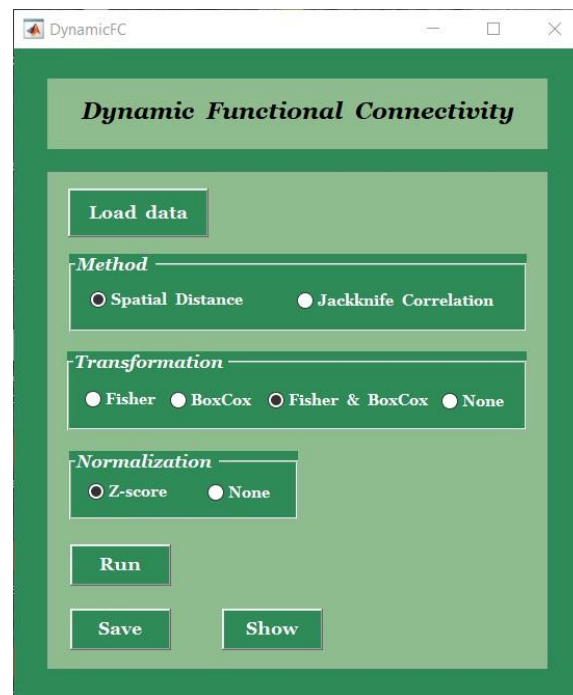 DynamicFC
Dynamic Functional Connectivity
Load data
Method
Spatial Distance Jackknife Correlation
Transformation
Fisher BoxCox Fisher & BoxCox None
Normalization
Z-score None
Run
Save Show